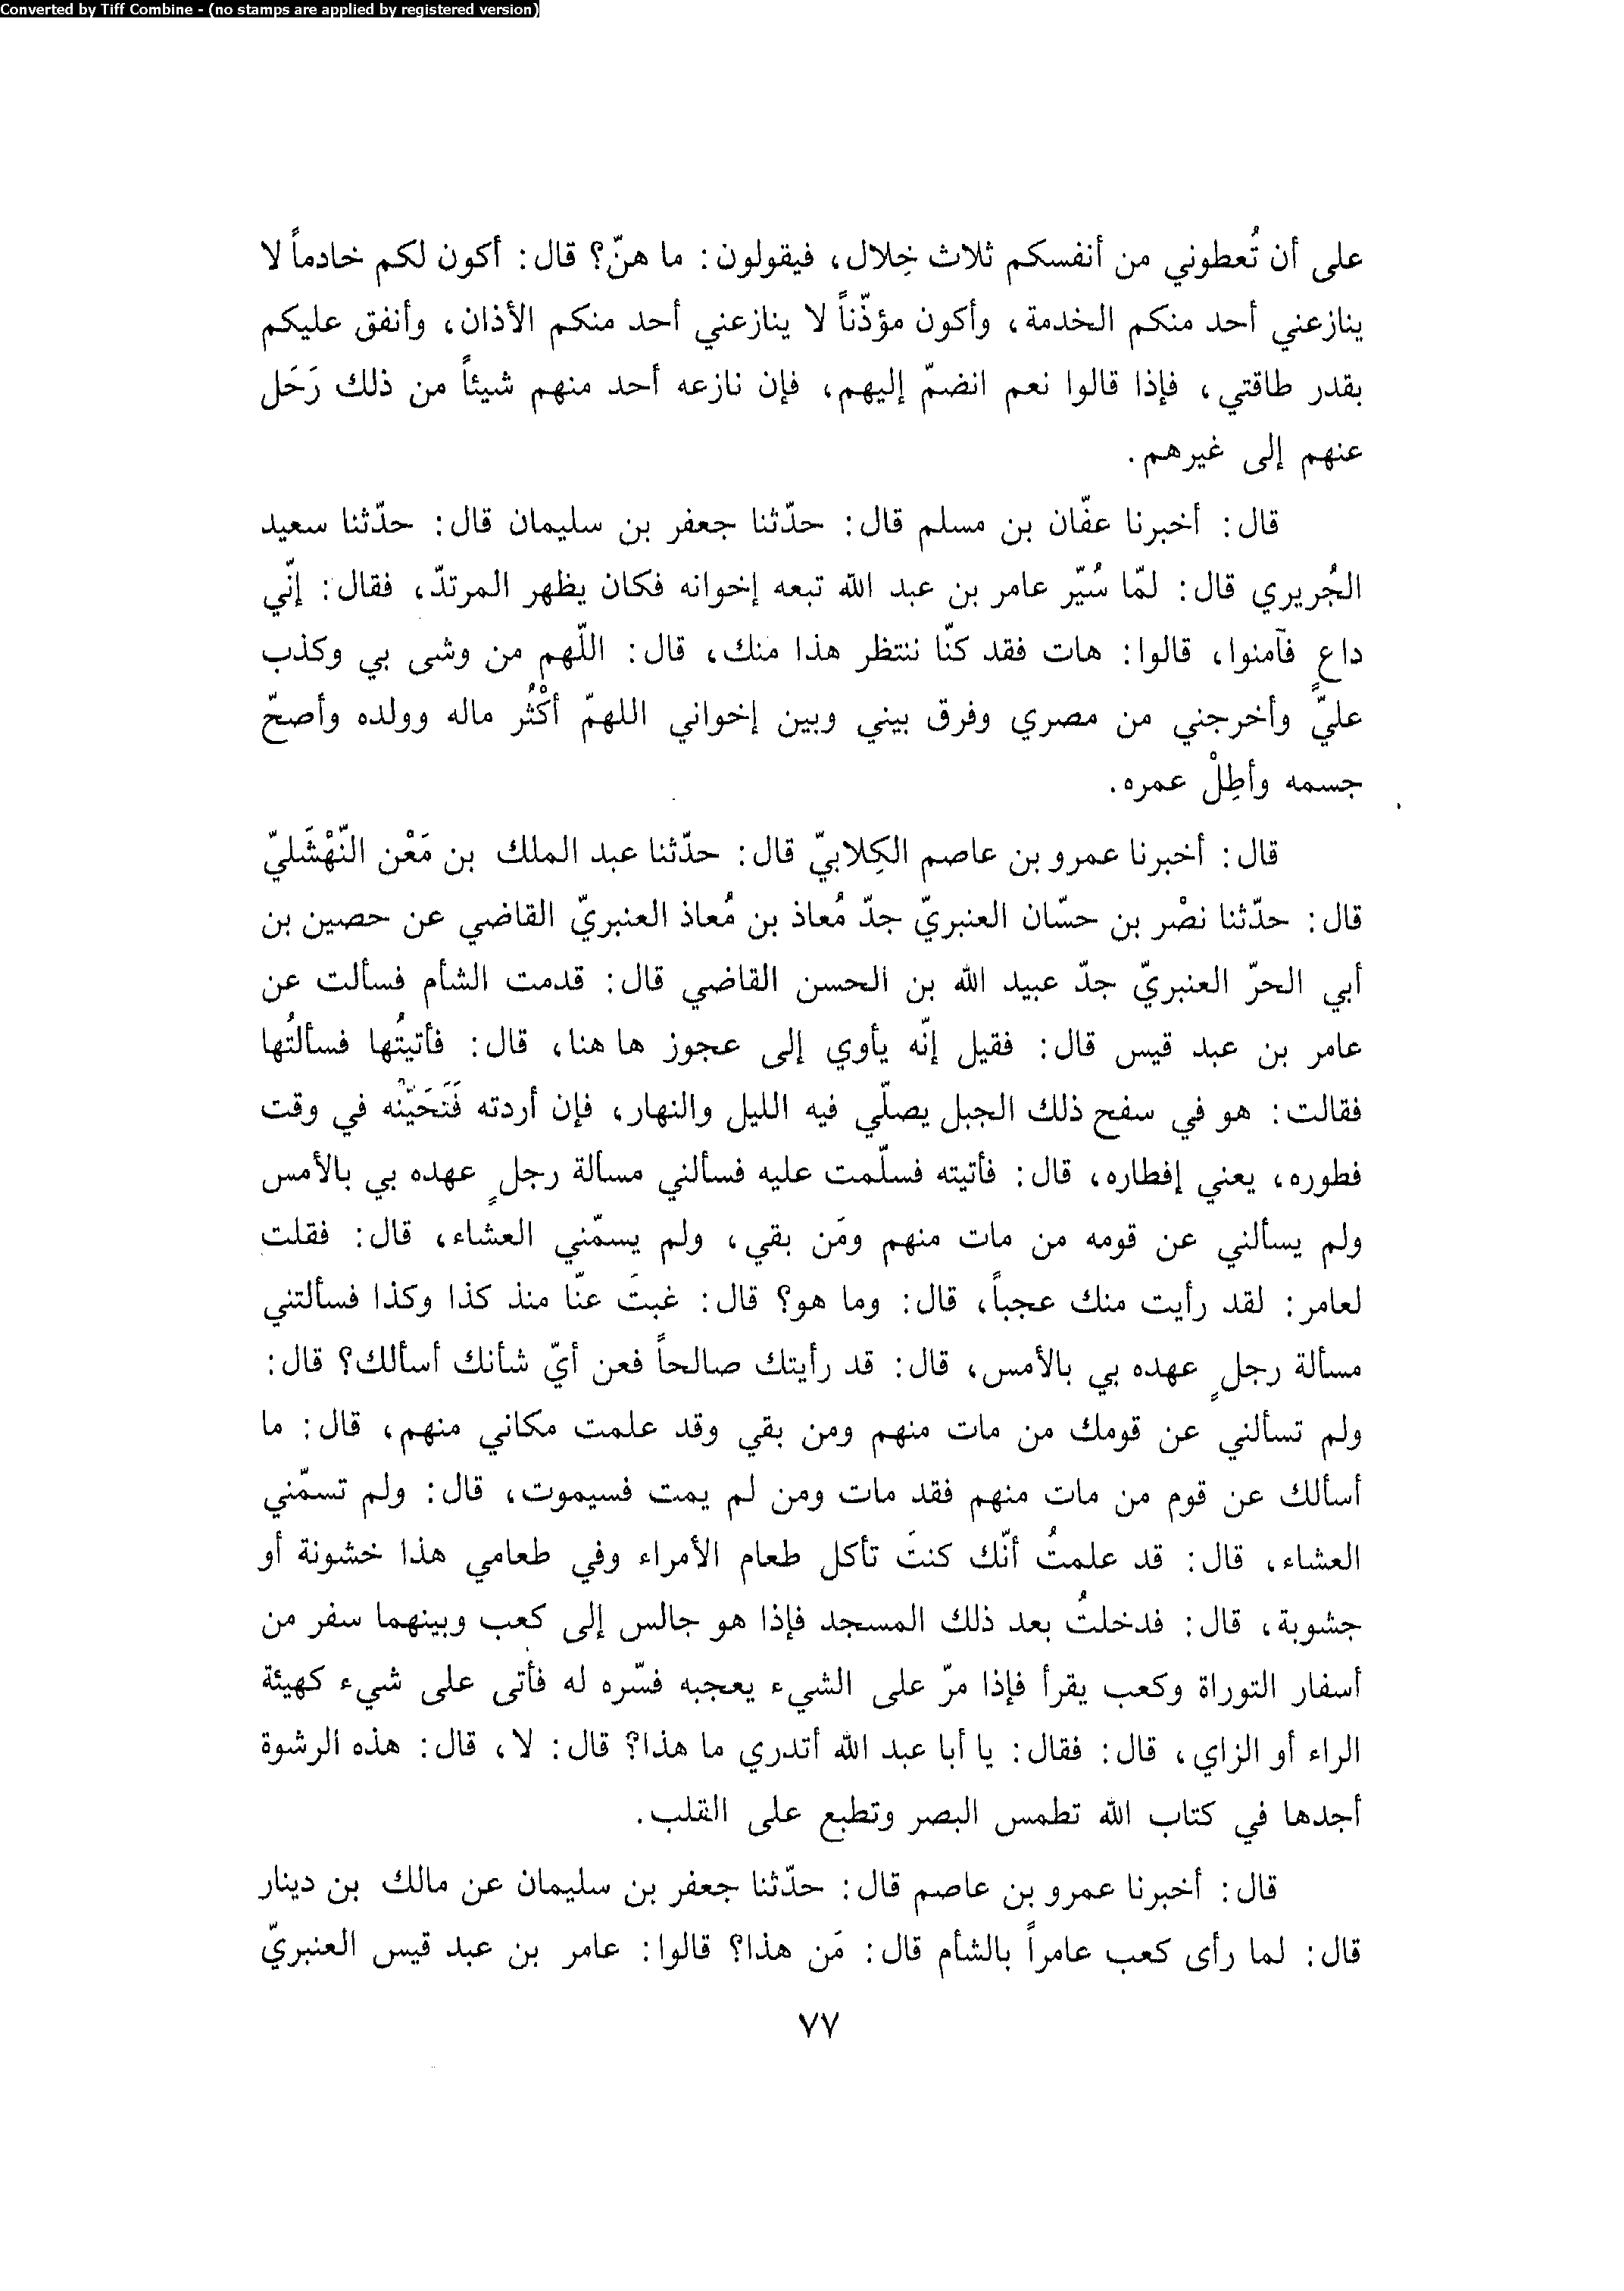 Converted by Tiff Combine - (no stamps are applied by registered version)
على أن تُعطوني من أنفسكم ثلاث خِلال، فيقولون: ما هنّ؟ قال: أكون لكم خادماً لا
ينازعني أحد منكم الخدمة، وأكون مؤذّناً لا ينازعني أحد منكم الأذان، وأنفق عليكم
بقدر طاقتي، فإذا قالوا نعم انضمّ إليهم، فإن نازعه أحد منهم شيئاً من ذلك رَحَل
عنهم إلى غيرهم.
قال: أخبرنا عفّان بن مسلم قال: حدّثنا جعفر بن سليمان قال: حدّثنا سعيد
الجُريري قال: لمّا سُيّر عامر بن عبد الله تبعه إخوانه فكان يظهر المرتدّ، فقال: إنّي
داعٍ فآمنوا، قالوا: هات فقد كنّا ننتظر هذا منك، قال: اللّهم من وشى بي وكذب
عليّ وأخرجني من مصري وفرق بيني وبين إخواني اللهمّ أكْثُر ماله وولده وأصحّ
جسمه وأطِلْ عمره.
قال: أخبرنا عمرو بن عاصم الكِلابيّ قال: حدّثنا عبد الملك بن مَعْن النّهْشَليّ
قال: حدّثنا نصْر بن حسّان العنبريّ جدّ مُعاذ بن مُعاذ العنبريّ القاضي عن حصين بن
أبي الحرّ العنبريّ جدّ عبيد الله بن الحسن القاضي قال: قدمت الشأم فسألت عن
عامر بن عبد قيس قال: فقيل إنّه يأوي إلى عجوز ها هنا، قال: فأتيتُها فسألتُها
فقالت: هو في سفح ذلك الجبل يصلّي فيه الليل والنهار، فإن أردته فَتَحَيّنْه في وقت
فطوره، يعني إفطاره، قال: فأتيته فسلّمت عليه فسألني مسألة رجلٍ عهده بي بالأمس
ولم يسألني عن قومه من مات منهم ومَن بقي، ولم يسمّني العشاء، قال: فقلت
لعامر: لقد رأيت منك عجباً، قال: وما هو؟ قال: غبتَ عنّا منذ كذا وكذا فسألتني
مسألة رجلٍ عهده بي بالأمس، قال: قد رأيتك صالحاً فعن أيّ شأنك أسألك؟ قال:
ولم تسألني عن قومك من مات منهم ومن بقي وقد علمت مكاني منهم، قال: ما
أسألك عن قوم من مات منهم فقد مات ومن لم يمت فسيموت، قال: ولم تسمّني
العشاء، قال: قد علمتُ أنّك كنتَ تأكل طعام الأمراء وفي طعامي هذا خشونة أو
جشوبة، قال: فدخلتُ بعد ذلك المسجد فإذا هو جالس إلى كعب وبينهما سفر من
أسفار التوراة وكعب يقرأ فإذا مرّ على الشيء يعجبه فسّره له فأتى على شيء كهيئة
الراء أو الزاي، قال: فقال: يا أبا عبد الله أتدري ما هذا؟ قال: لا، قال: هذه الرشوة
أجدها في كتاب الله تطمس البصر وتطبع على القلب.
قال: أخبرنا عمرو بن عاصم قال: حدّثنا جعفر بن سليمان عن مالك بن دينار
قال: لما رأى كعب عامراً بالشأم قال: مَن هذا؟ قالوا: عامر بن عبد قيس العنبريّ
٧٧